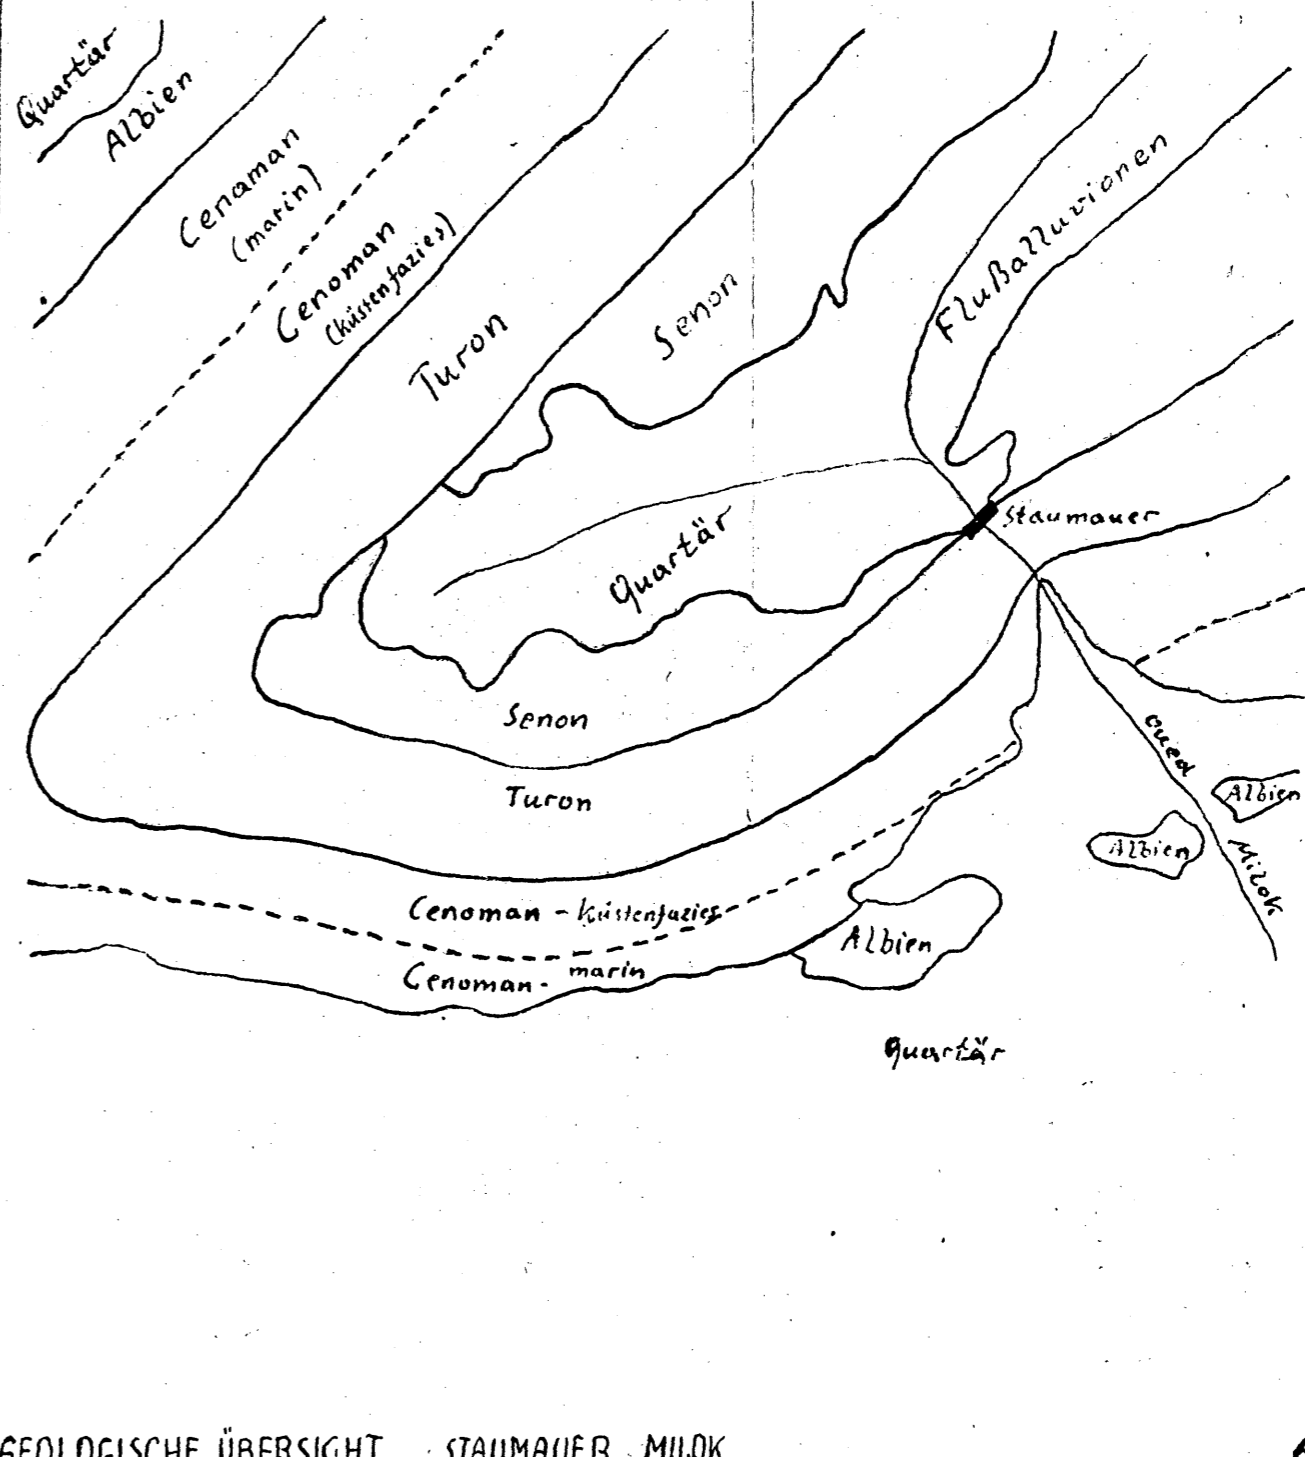 Quartär
Albien
Cenaman
(marin)
Cenoman
(Küstenfazies)
Turon
Senon
Flußalluvionen
Staumauer
Quartär
Senon
Turon
Oued
Milok
Albien
Albien
Cenoman - Küstenfazies
Albien
Cenoman - marin
Quartär
GEOLOGISCHE ÜBERSICHT STAUMAUER MILOK